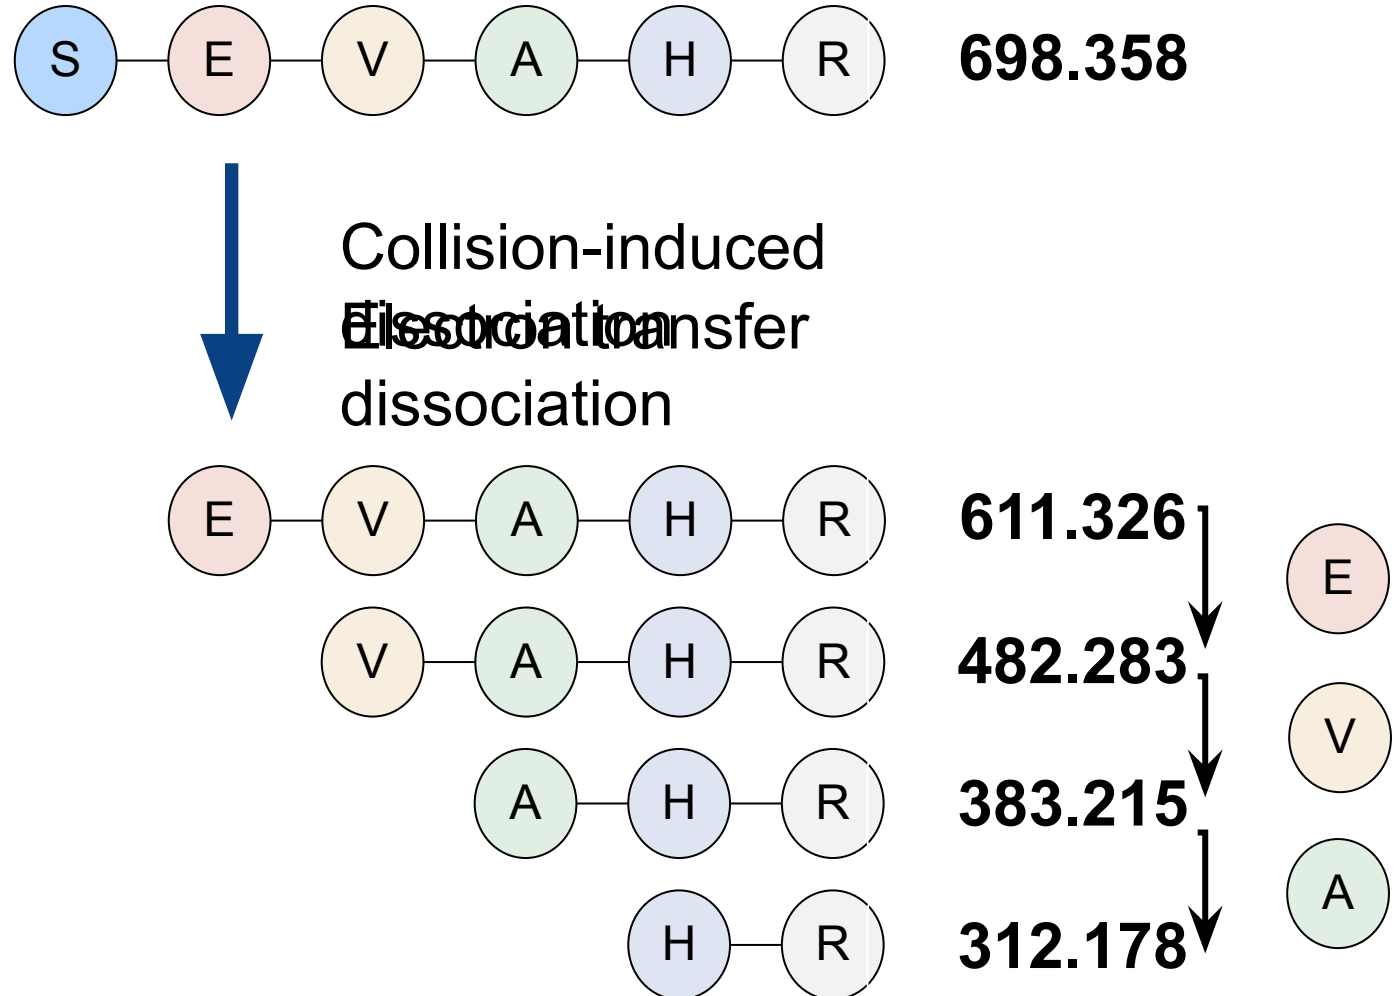 S E V A H R 698.358
Collision-induced
dissociation
Electron transfer
dissociation
E V A H R 611.326
E
V A H R 482.283
V
A H R 383.215
A
H R 312.178